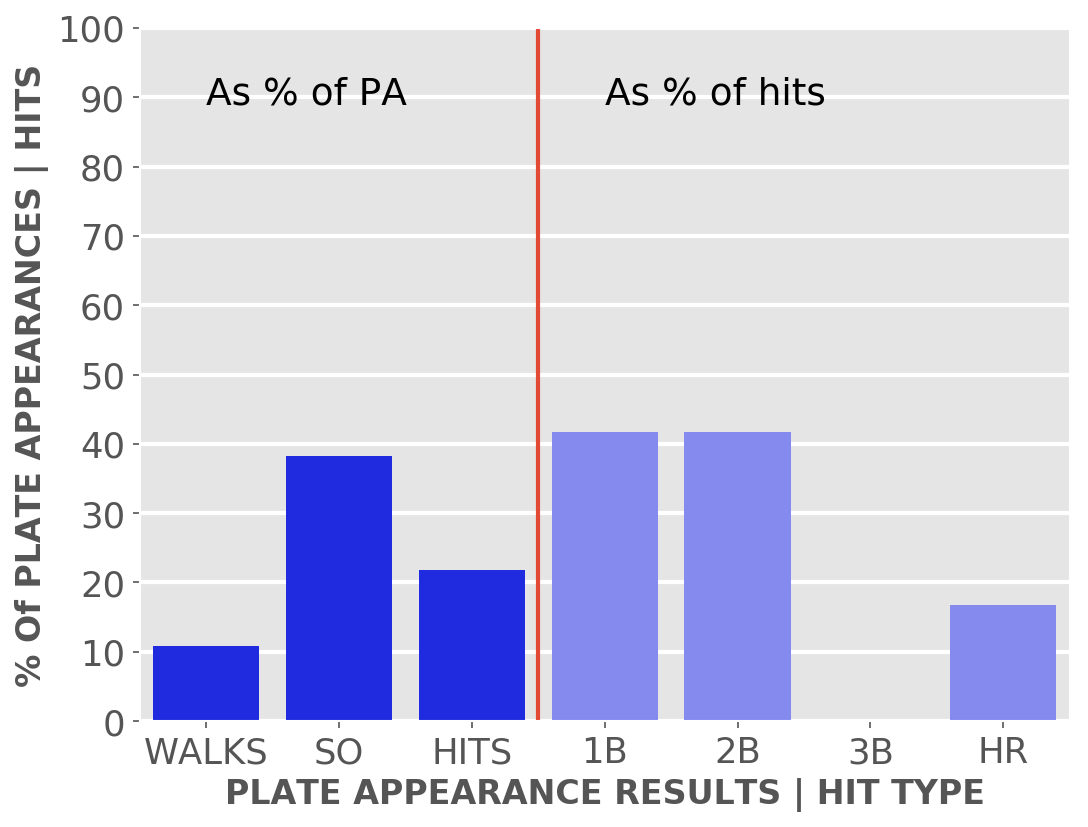 100
90
80
70
60
50
40
30
20
10
0
% Of PLATE APPEARANCES | HITS
As % of PA
As % of hits
WALKS SO HITS 1B 2B 3B HR
PLATE APPEARANCE RESULTS | HIT TYPE